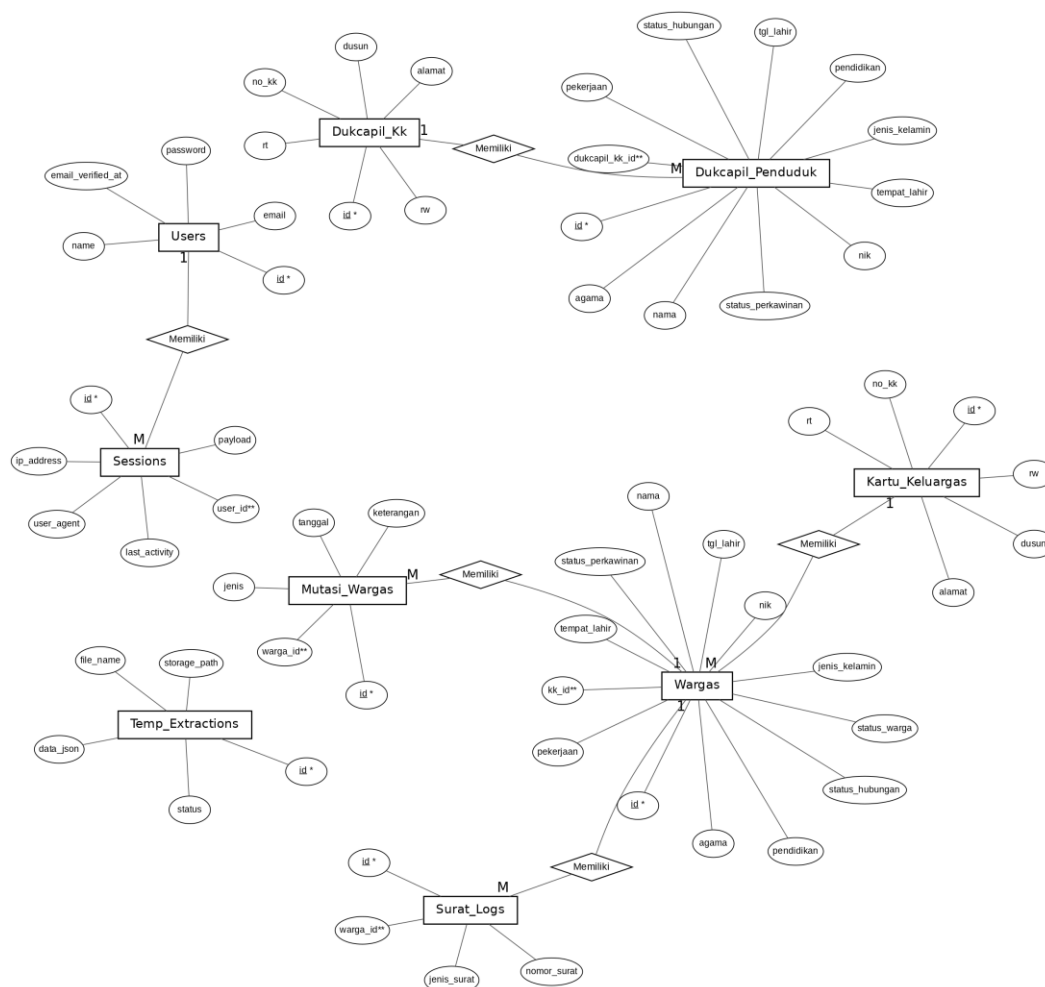 status_hubungan
tgl_lahir
dusun
alamat
pendidikan
no_kk
pekerjaan
Dukcapil_Kk
1
jenis_kelamin
rt
Memiliki
password
dukcapil_kk_id**
M
Dukcapil_Penduduk
email_verified_at
tempat_lahir
id *
rw
email
id *
Users
name
1
nik
id *
agama
nama
status_perkawinan
Memiliki
no_kk
id *
id *
rt
M
payload
ip_address
Sessions
rw
Kartu_Keluargas
nama
1
user_id**
keterangan
tanggal
user_agent
last_activity
tgl_lahir
Memiliki
dusun
status_perkawinan
M
Memiliki
jenis
Mutasi_Wargas
alamat
nik
tempat_lahir
warga_id**
file_name
storage_path
1
M
jenis_kelamin
kk_id**
Wargas
id *
1
Temp_Extractions
status_warga
data_json
pekerjaan
id *
status_hubungan
id *
status
agama
pendidikan
id *
Memiliki
M
Surat_Logs
warga_id**
jenis_surat
nomor_surat